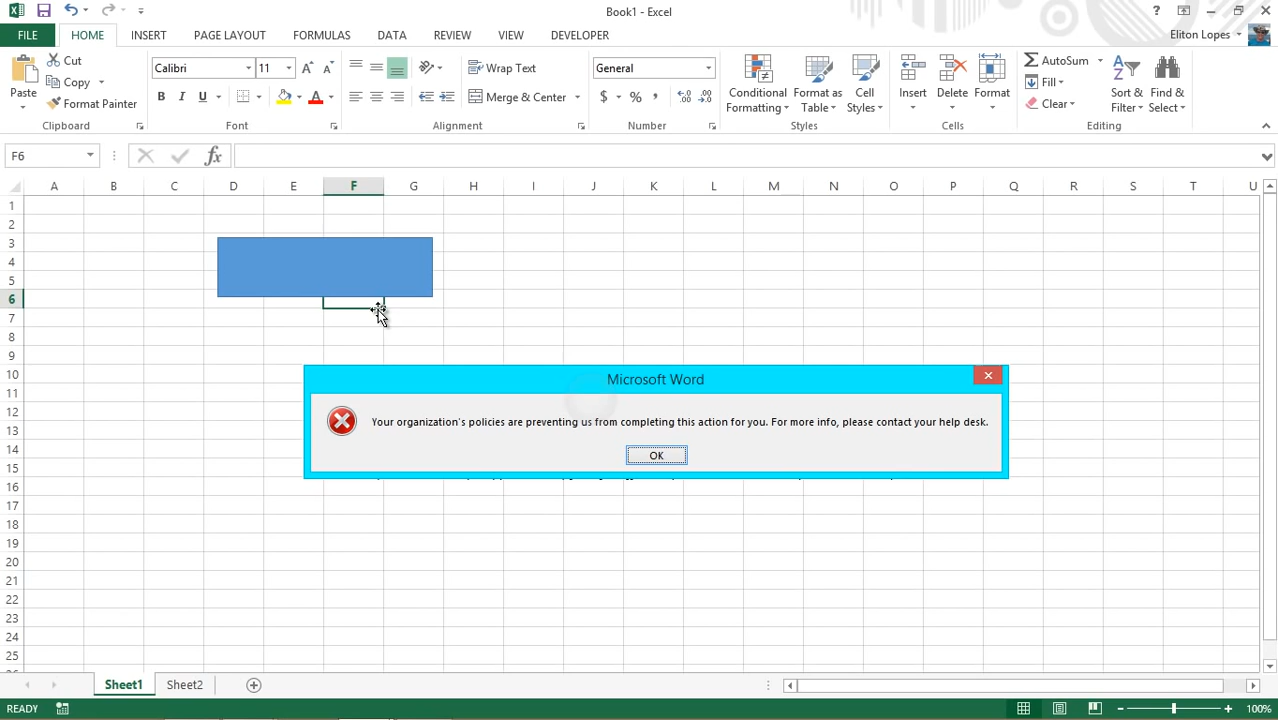 Book1 - Excel
?
FILE HOME INSERT PAGE LAYOUT FORMULAS DATA REVIEW VIEW DEVELOPER Eliton Lopes
Paste
Cut
Copy
Format Painter
Clipboard
Calibri 11
B I U A
Font
Wrap Text
Merge & Center
Alignment
General
$ % ,
Number
Conditional Formatting
Format as Table
Cell Styles
Styles
Insert
Delete
Format
Cells
AutoSum
Fill
Clear
Sort & Filter
Find & Select
Editing
F6 fx
A B C D E F G H I J K L M N O P Q R S T U
1
2
3
4
5
6
7
8
9
10
11
12
13
14
15
16
17
18
19
20
21
22
23
24
25
Microsoft Word
Your organization's policies are preventing us from completing this action for you. For more info, please contact your help desk.
OK
Sheet1 Sheet2
READY 100%